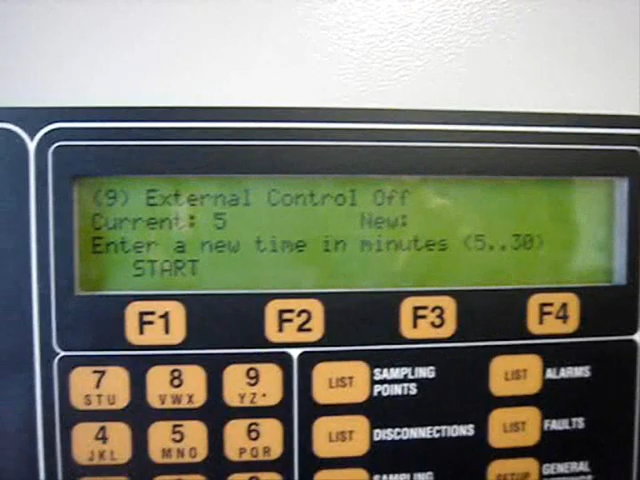 (9) External Control Off
Current: 5 New:
Enter a new time in minutes (5..30)
START
F1 F2 F3 F4
7 STU 8 VWX 9 YZ*
LIST SAMPLING POINTS
LIST ALARMS
4 JKL 5 MNO 6 PQR
LIST DISCONNECTIONS
LIST FAULTS
SAMPLING
SETUP GENERAL